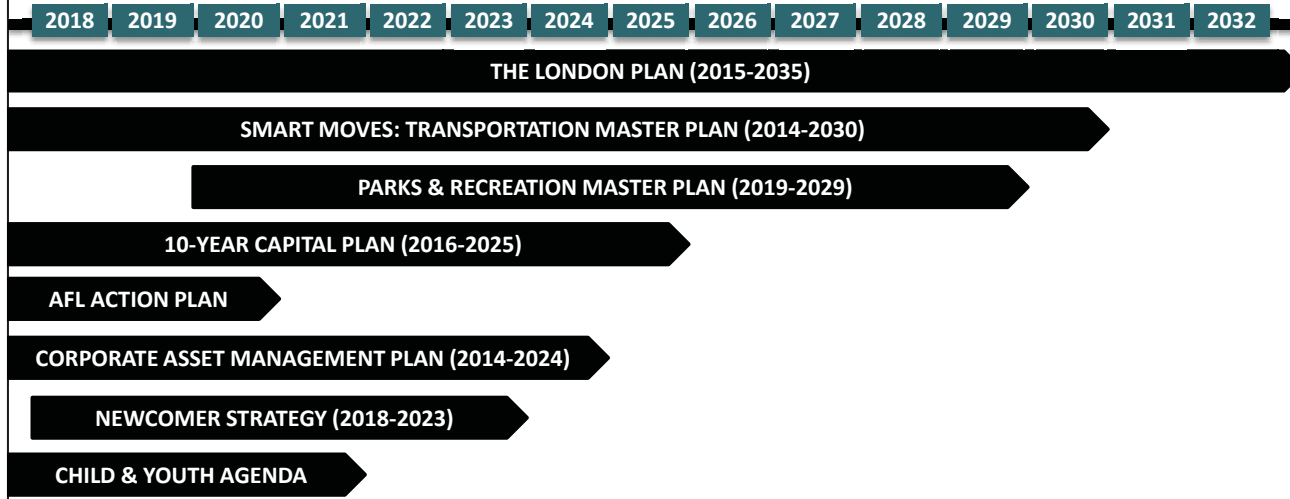 2018 2019 2020 2021 2022 2023 2024 2025 2026 2027 2028 2029 2030 2031 2032
THE LONDON PLAN (2015-2035)
SMART MOVES: TRANSPORTATION MASTER PLAN (2014-2030)
PARKS & RECREATION MASTER PLAN (2019-2029)
10-YEAR CAPITAL PLAN (2016-2025)
AFL ACTION PLAN
CORPORATE ASSET MANAGEMENT PLAN (2014-2024)
NEWCOMER STRATEGY (2018-2023)
CHILD & YOUTH AGENDA